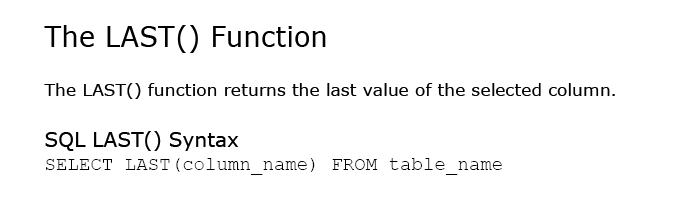 The LAST() Function
The LAST() function returns the last value of the selected column.
SQL LAST() Syntax
SELECT LAST(column_name) FROM table_name